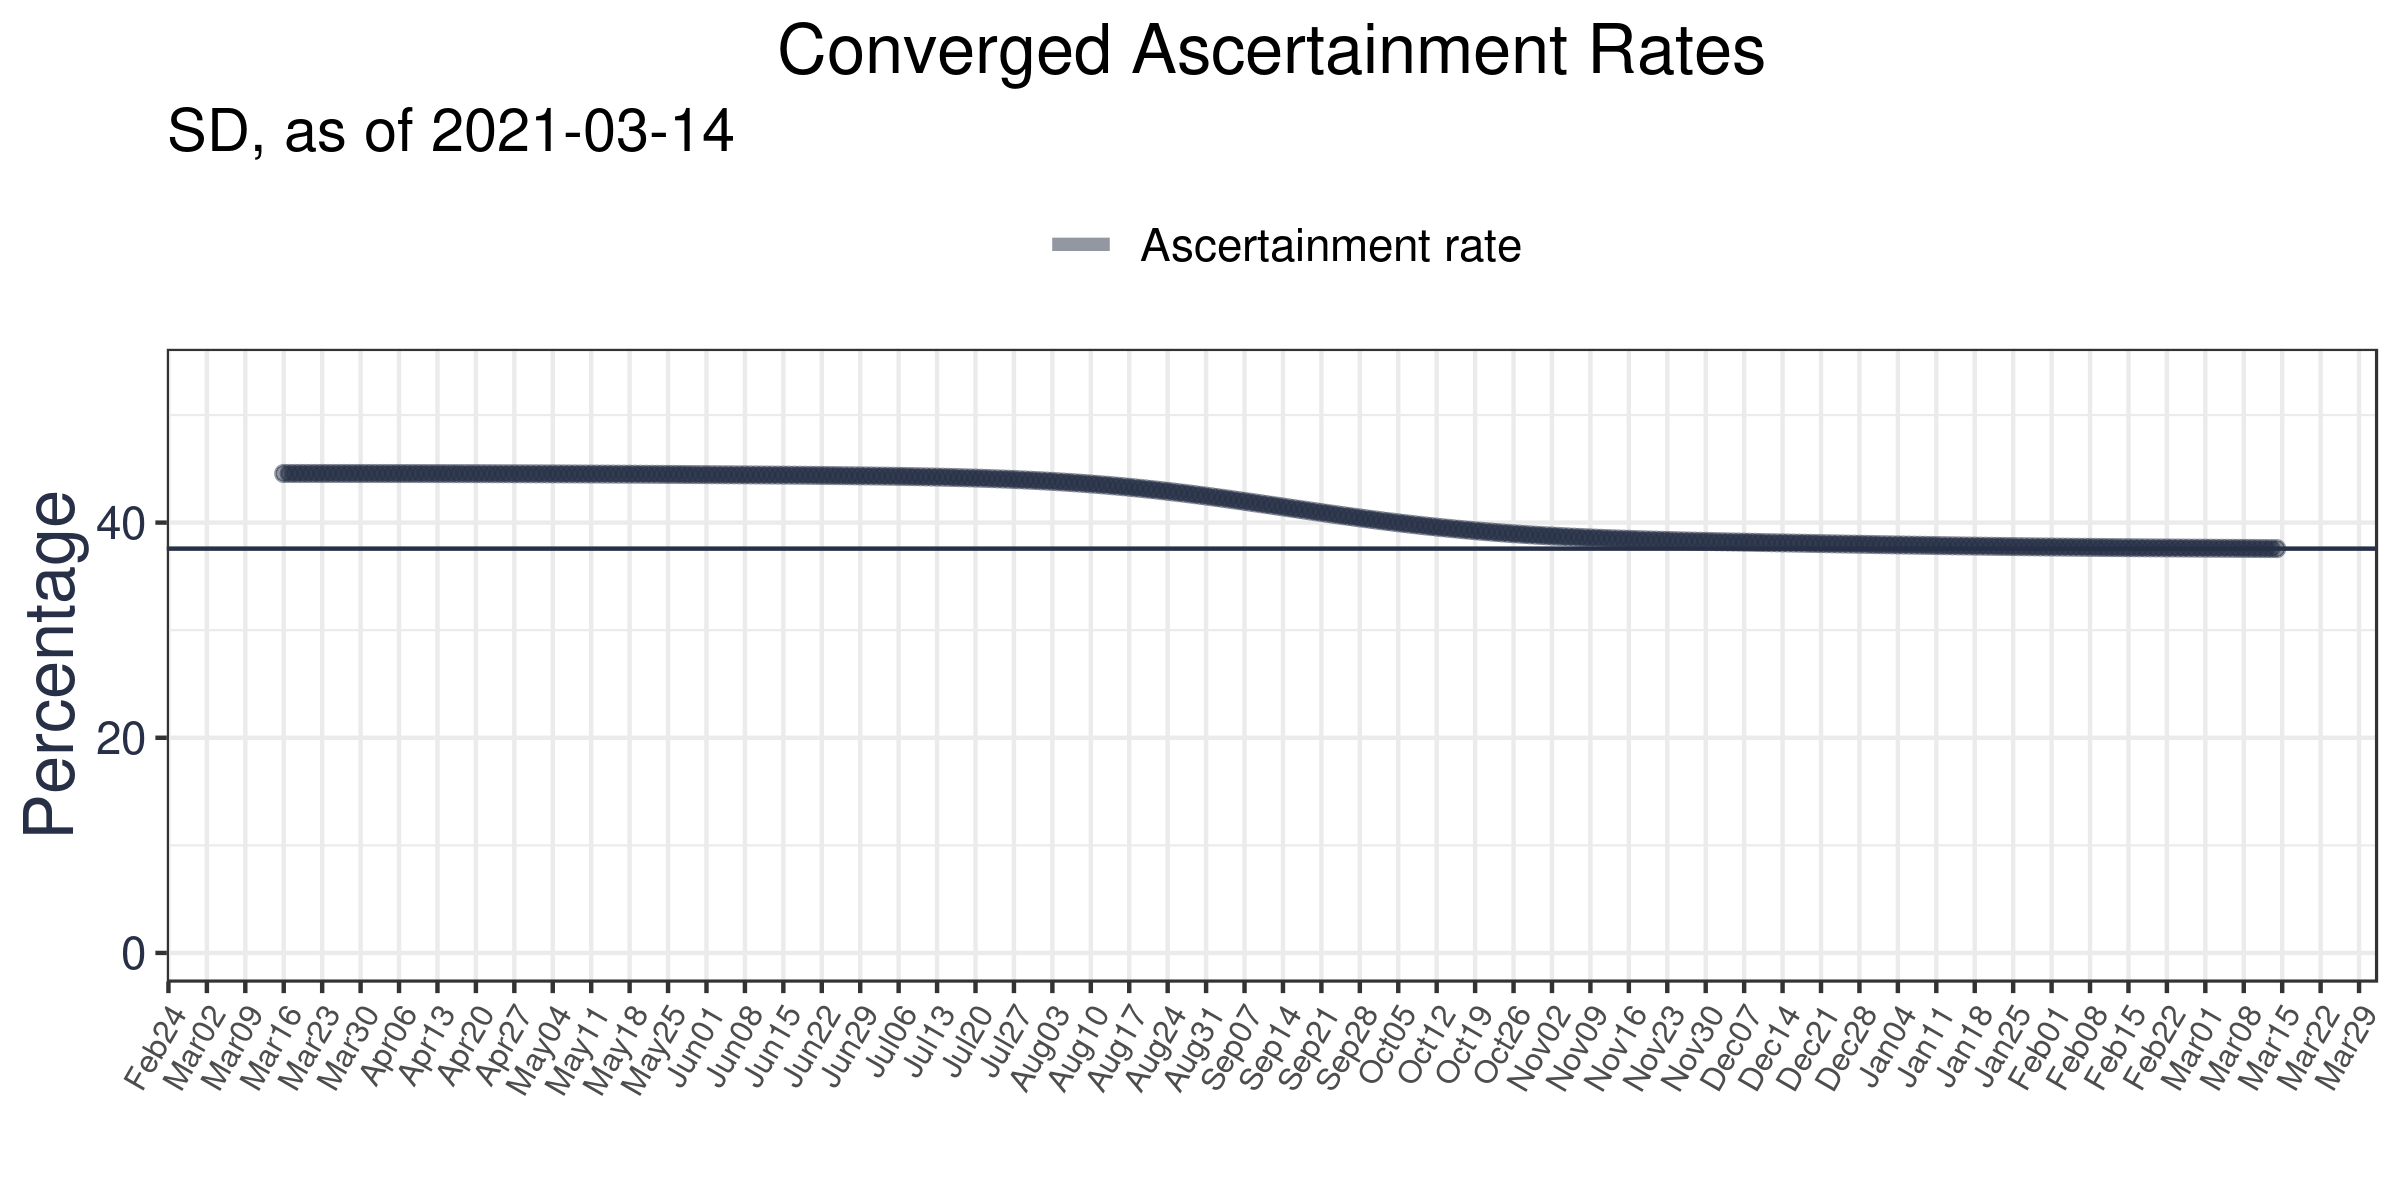 Converged Ascertainment Rates
SD, as of 2021-03-14
Ascertainment rate
Percentage
40
20
0
Feb24
Mar02
Mar09
Mar16
Mar23
Mar30
Apr06
Apr13
Apr20
Apr27
May04
May11
May18
May25
Jun01
Jun08
Jun15
Jun22
Jun29
Jul06
Jul13
Jul20
Jul27
Aug03
Aug10
Aug17
Aug24
Aug31
Sep07
Sep14
Sep21
Sep28
Oct05
Oct12
Oct19
Oct26
Nov02
Nov09
Nov16
Nov23
Nov30
Dec07
Dec14
Dec21
Dec28
Jan04
Jan11
Jan18
Jan25
Feb01
Feb08
Feb15
Feb22
Mar01
Mar08
Mar15
Mar22
Mar29